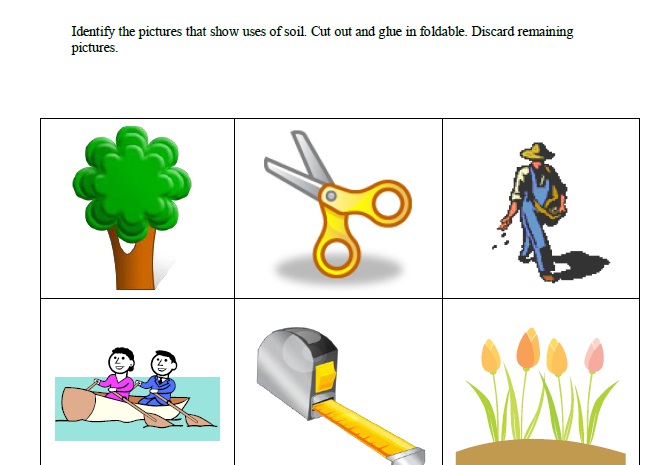 Identify the pictures that show uses of soil. Cut out and glue in foldable. Discard remaining
pictures.